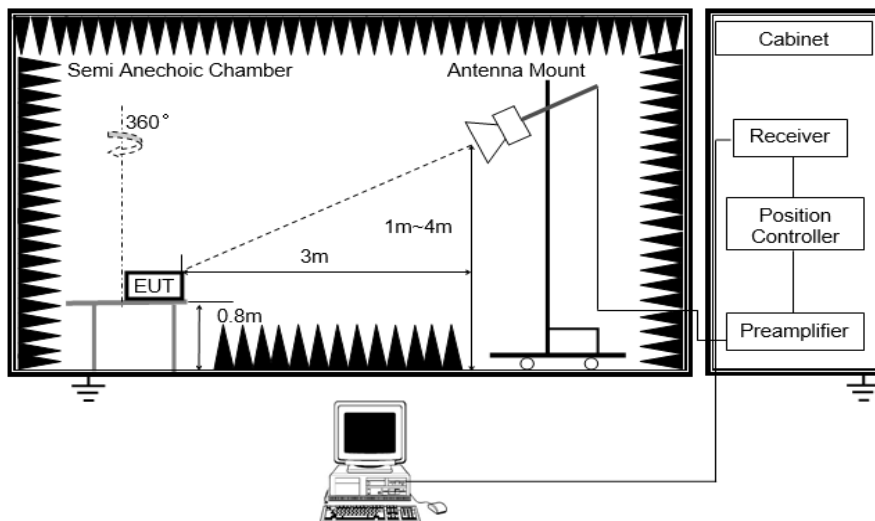 Semi Anechoic Chamber
Antenna Mount
Cabinet
360°
Receiver
1m~4m
Position
Controller
3m
EUT
0.8m
Preamplifier